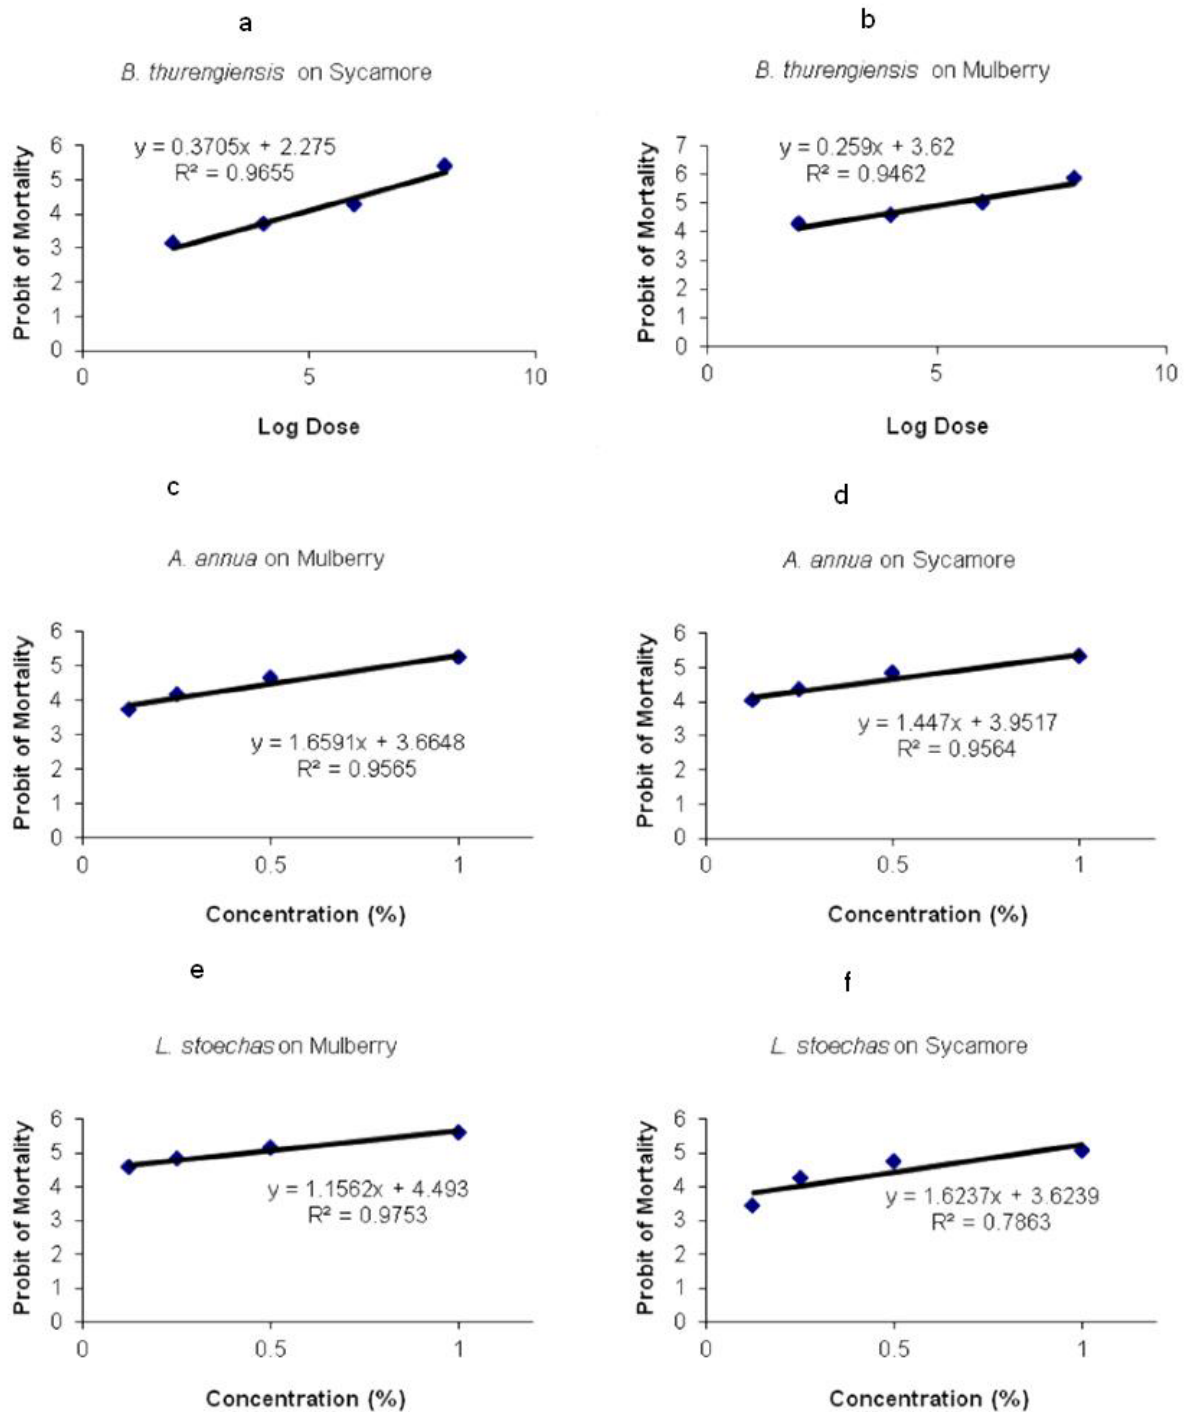 a
B. thurengiensis on Sycamore
y = 0.3705x + 2.275
R² = 0.9655
Probit of Mortality
6
5
4
3
2
1
0
0 5 10
Log Dose
b
B. thurengiensis on Mulberry
y = 0.259x + 3.62
R² = 0.9462
Probit of Mortality
7
6
5
4
3
2
1
0
0 5 10
Log Dose
c
A. annua on Mulberry
Probit of Mortality
6
5
4
3
2
1
0
y = 1.6591x + 3.6648
R² = 0.9565
0 0.5 1
Concentration (%)
d
A. annua on Sycamore
Probit of Mortality
6
5
4
3
2
1
0
y = 1.447x + 3.9517
R² = 0.9564
0 0.5 1
Concentration (%)
e
L. stoechas on Mulberry
Probit of Mortality
6
5
4
3
2
1
0
y = 1.1562x + 4.493
R² = 0.9753
0 0.5 1
Concentration (%)
f
L. stoechas on Sycamore
Probit of Mortality
6
5
4
3
2
1
0
y = 1.6237x + 3.6239
R² = 0.7863
0 0.5 1
Concentration (%)